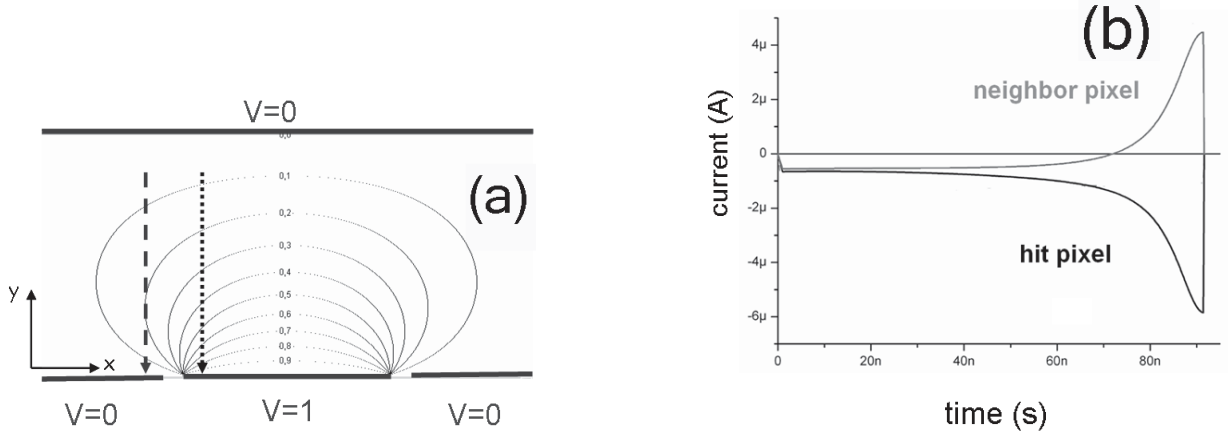 V=0
0,0
0,1
0,2
0,3
0,4
0,5
0,6
0,7
0,8
0,9
(a)
y
x
V=0
V=1
V=0
(b)
4µ
2µ
0
-2µ
-4µ
-6µ
current (A)
neighbor pixel
hit pixel
0
20n
40n
60n
80n
time (s)